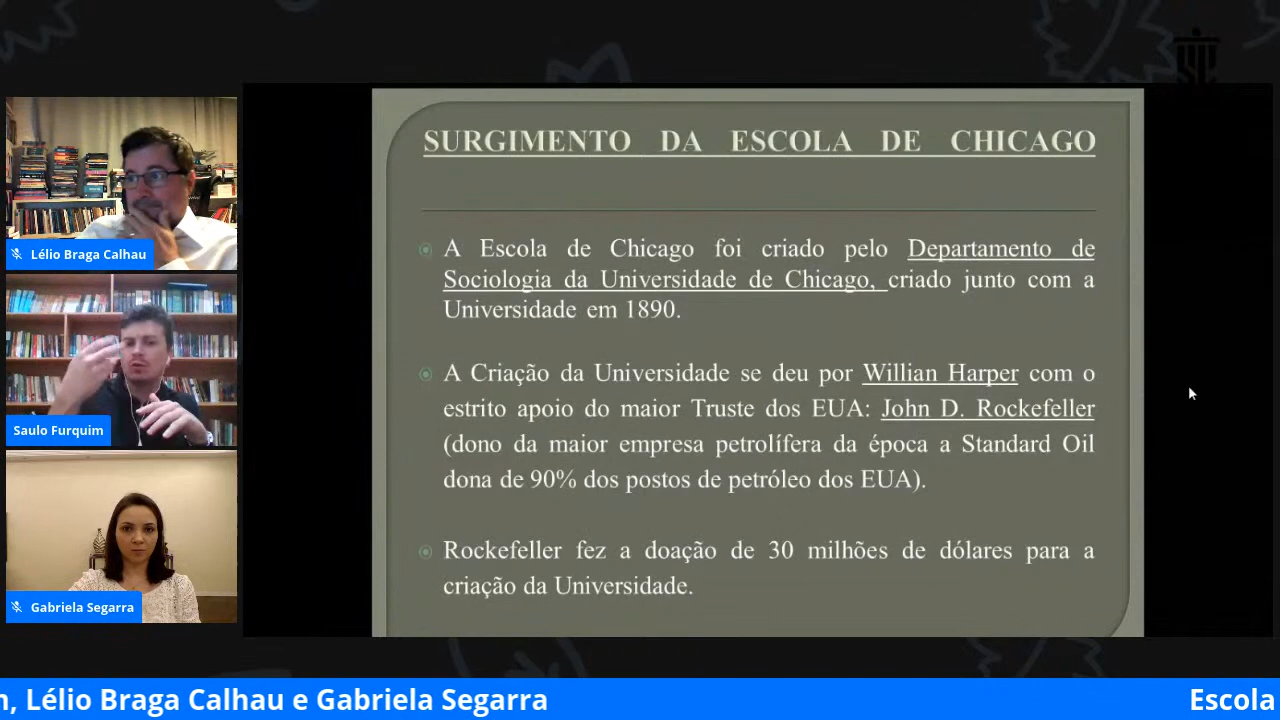 SURGIMENTO DA ESCOLA DE CHICAGO
A Escola de Chicago foi criado pelo Departamento de
Sociologia da Universidade de Chicago, criado junto com a
Universidade em 1890.
A Criação da Universidade se deu por Willian Harper com o
estrito apoio do maior Truste dos EUA: John D. Rockefeller
(dono da maior empresa petrolífera da época a Standard Oil
dona de 90% dos postos de petróleo dos EUA).
Rockefeller fez a doação de 30 milhões de dólares para a
criação da Universidade.
Lélio Braga Calhau
Saulo Furquim
Gabriela Segarra
, Lélio Braga Calhau e Gabriela Segarra
Escola